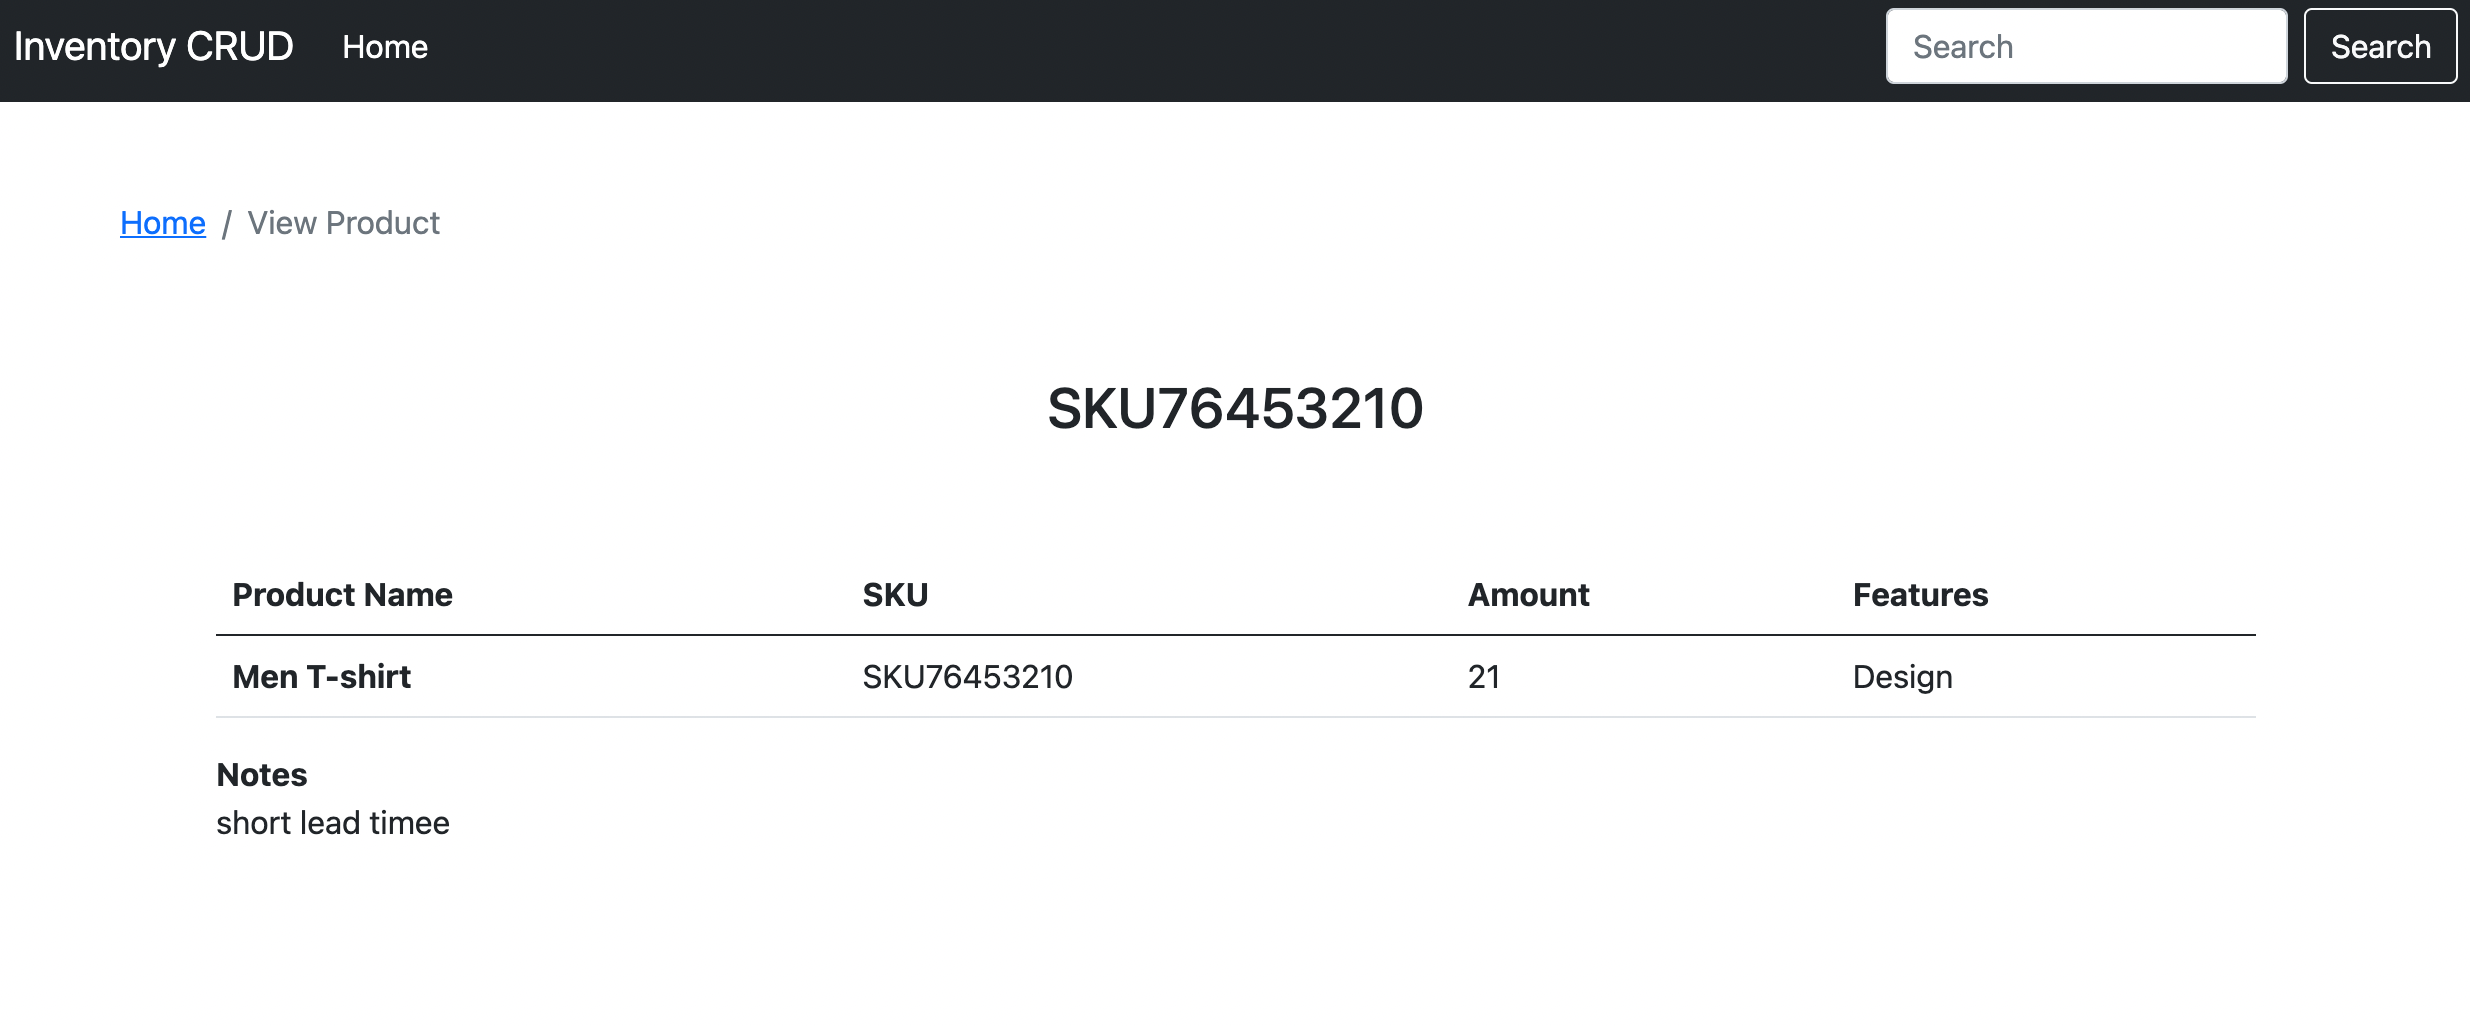 Inventory CRUD Home Search Search
Home / View Product
SKU76453210
Product Name SKU Amount Features
Men T-shirt SKU76453210 21 Design
Notes
short lead timee